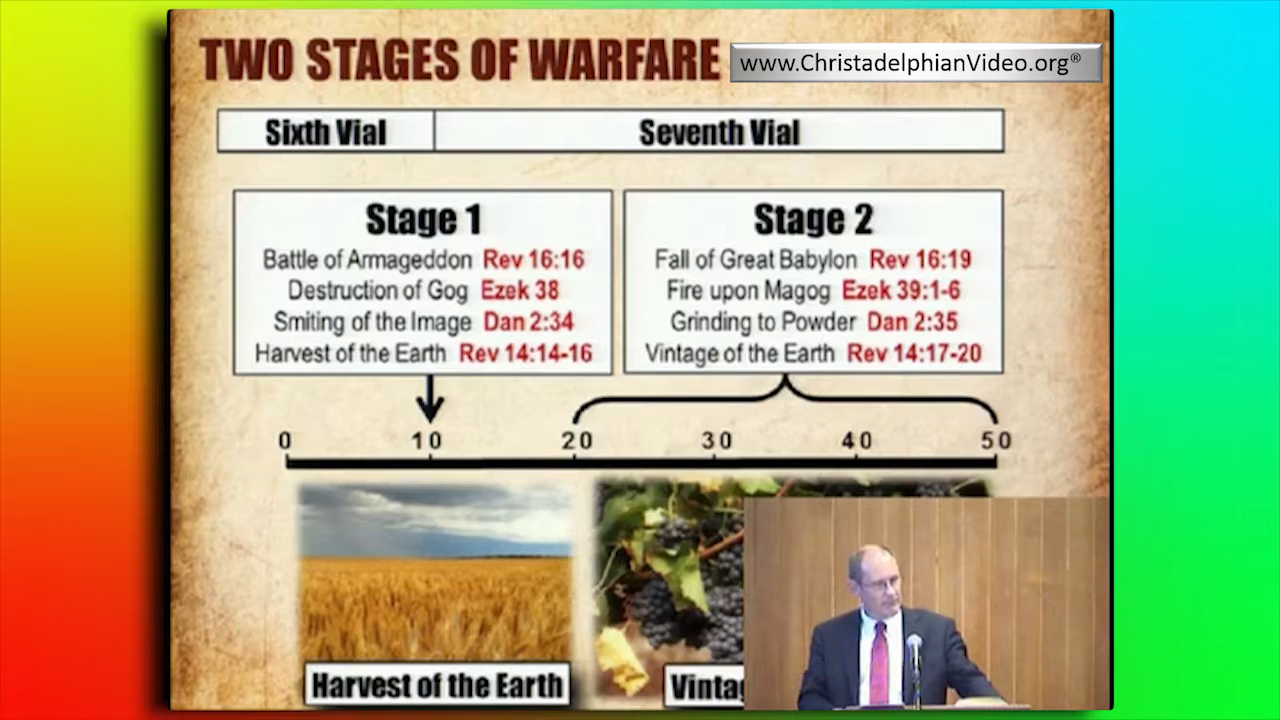 TWO STAGES OF WARFARE
www.ChristadelphianVideo.org®
Sixth Vial
Seventh Vial
Stage 1
Battle of Armageddon Rev 16:16
Destruction of Gog Ezek 38
Smiting of the Image Dan 2:34
Harvest of the Earth Rev 14:14-16
Stage 2
Fall of Great Babylon Rev 16:19
Fire upon Magog Ezek 39:1-6
Grinding to Powder Dan 2:35
Vintage of the Earth Rev 14:17-20
0 10 20 30 40 50
Harvest of the Earth